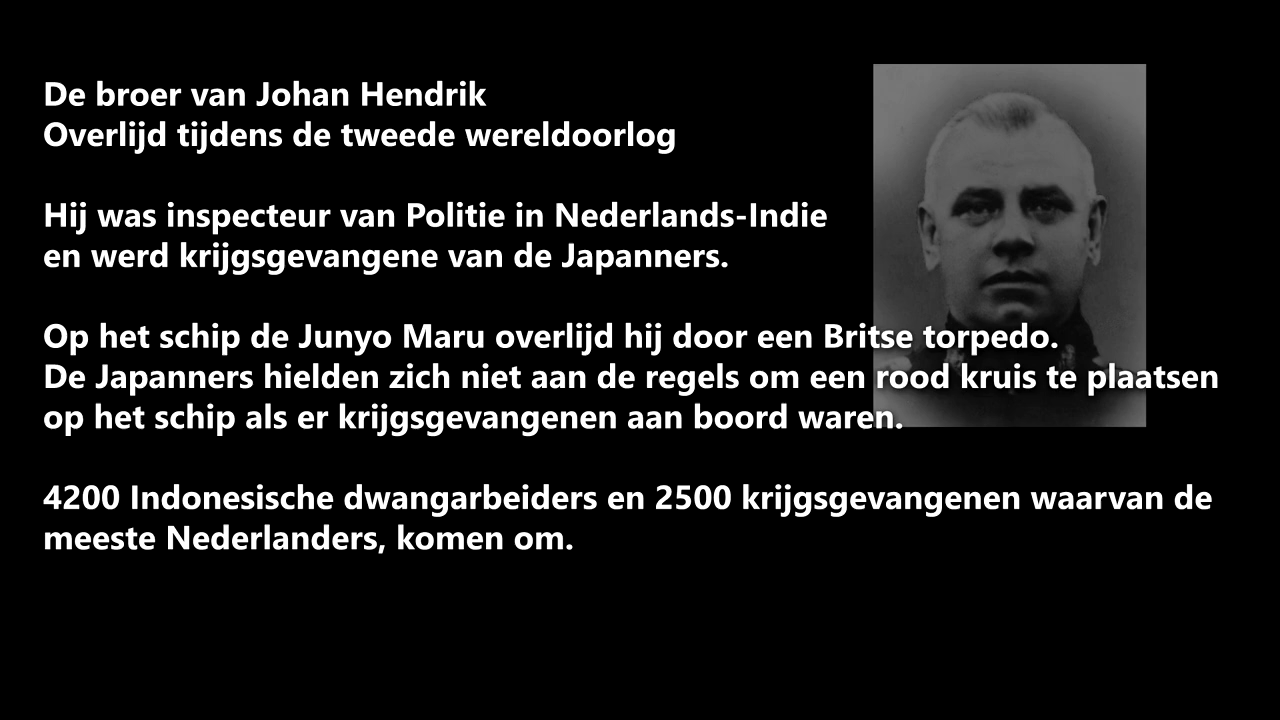 De broer van Johan Hendrik
Overlijd tijdens de tweede wereldoorlog
Hij was inspecteur van Politie in Nederlands-Indie
en werd krijgsgevangene van de Japanners.
Op het schip de Junyo Maru overlijd hij door een Britse torpedo.
De Japanners hielden zich niet aan de regels om een rood kruis te plaatsen
op het schip als er krijgsgevangenen aan boord waren.
4200 Indonesische dwangarbeiders en 2500 krijgsgevangenen waarvan de
meeste Nederlanders, komen om.